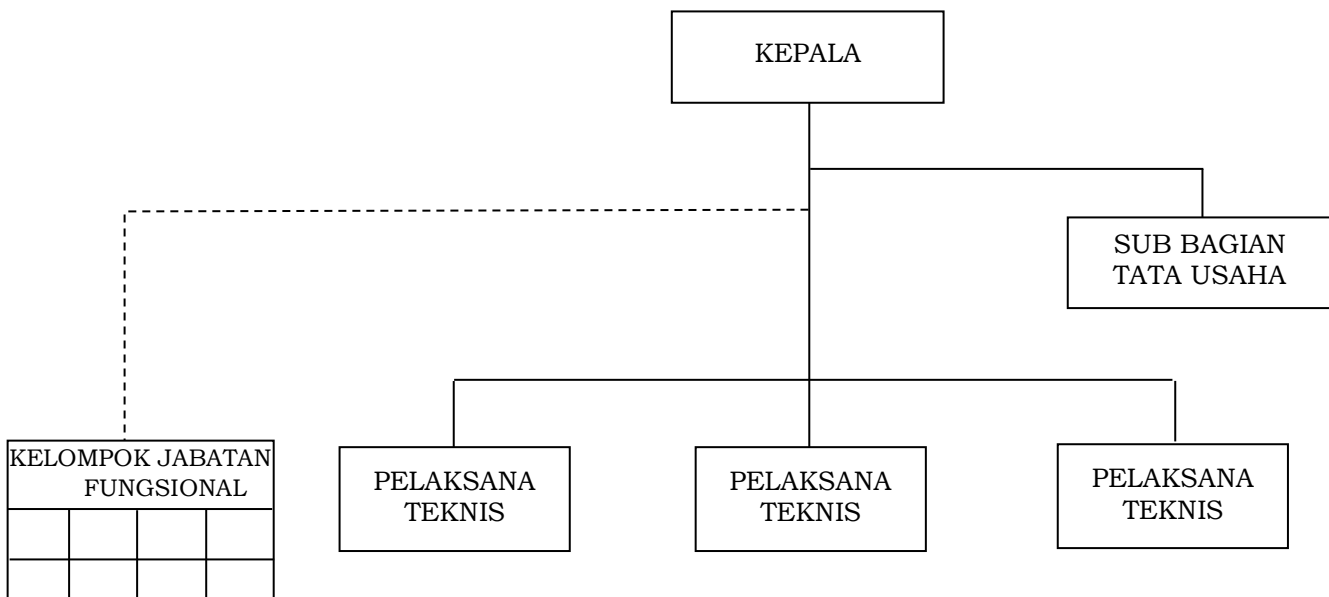 KEPALA
SUB BAGIAN
TATA USAHA
KELOMPOK JABATAN
FUNGSIONAL
PELAKSANA
TEKNIS
PELAKSANA
TEKNIS
PELAKSANA
TEKNIS